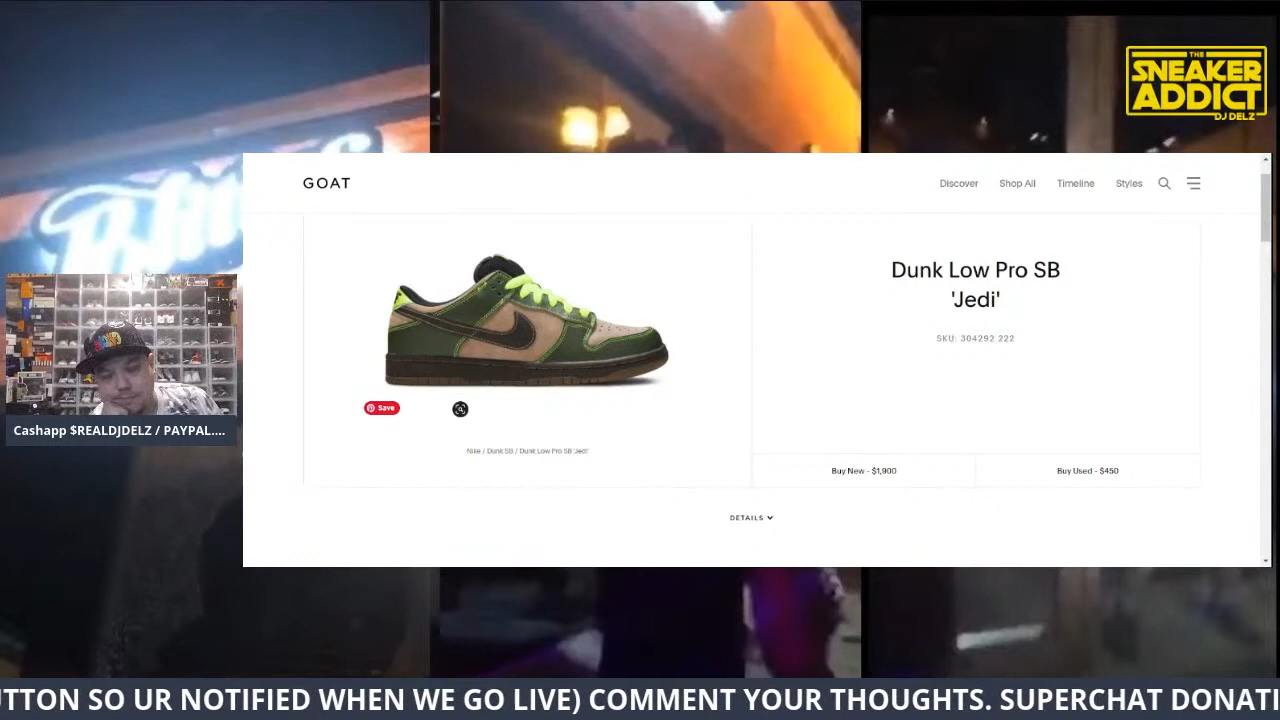 THE
SNEAKER
ADDICT
DJ DELZ
GOAT
Discover
Shop All
Timeline
Styles
Dunk Low Pro SB
'Jedi'
SKU: 304292 222
Save
Nike / Dunk SB / Dunk Low Pro SB 'Jedi'
Buy New - $1,900
Buy Used - $450
DETAILS
Cashapp $REALDJDELZ / PAYPAL....
UTTON SO UR NOTIFIED WHEN WE GO LIVE) COMMENT YOUR THOUGHTS. SUPERCHAT DONATI